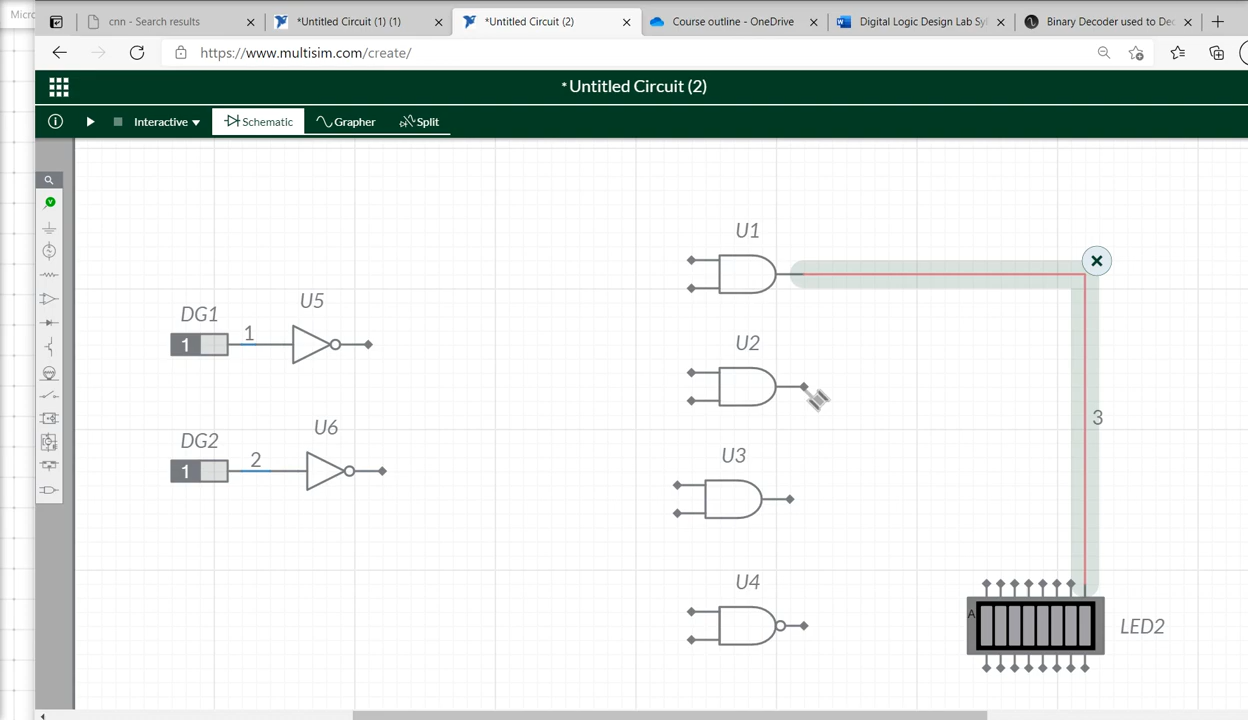 Micro
cnn - Search results
*Untitled Circuit (1) (1)
*Untitled Circuit (2)
Course outline - OneDrive
Digital Logic Design Lab Syl
Binary Decoder used to Dec
https://www.multisim.com/create/
*Untitled Circuit (2)
Interactive
Schematic
Grapher
Split
U1
DG1
1
1
U5
U2
3
DG2
1
2
U6
U3
U4
A
LED2